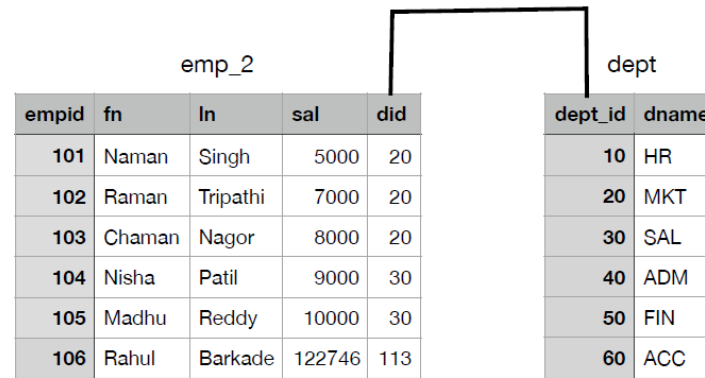 emp_2 dept
empid fn ln sal did dept_id dname
101 Naman Singh 5000 20 10 HR
102 Raman Tripathi 7000 20 20 MKT
103 Chaman Nagor 8000 20 30 SAL
104 Nisha Patil 9000 30 40 ADM
105 Madhu Reddy 10000 30 50 FIN
106 Rahul Barkade 122746 113 60 ACC